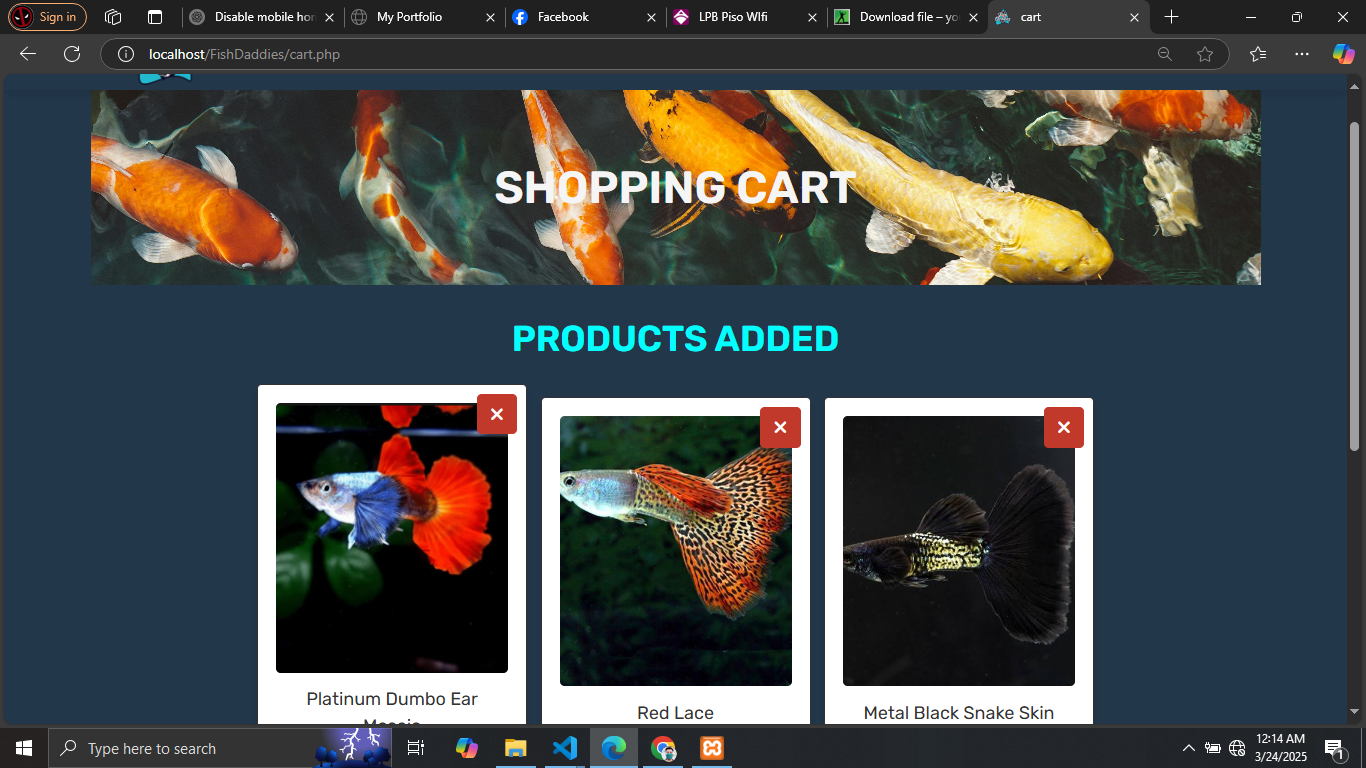 Sign in
Disable mobile hor
My Portfolio
Facebook
LPB Piso WIfi
Download file – yo
cart
localhost/FishDaddies/cart.php
SHOPPING CART
PRODUCTS ADDED
Platinum Dumbo Ear
Mosaic
Red Lace
Metal Black Snake Skin
Type here to search
12:14 AM
3/24/2025
1